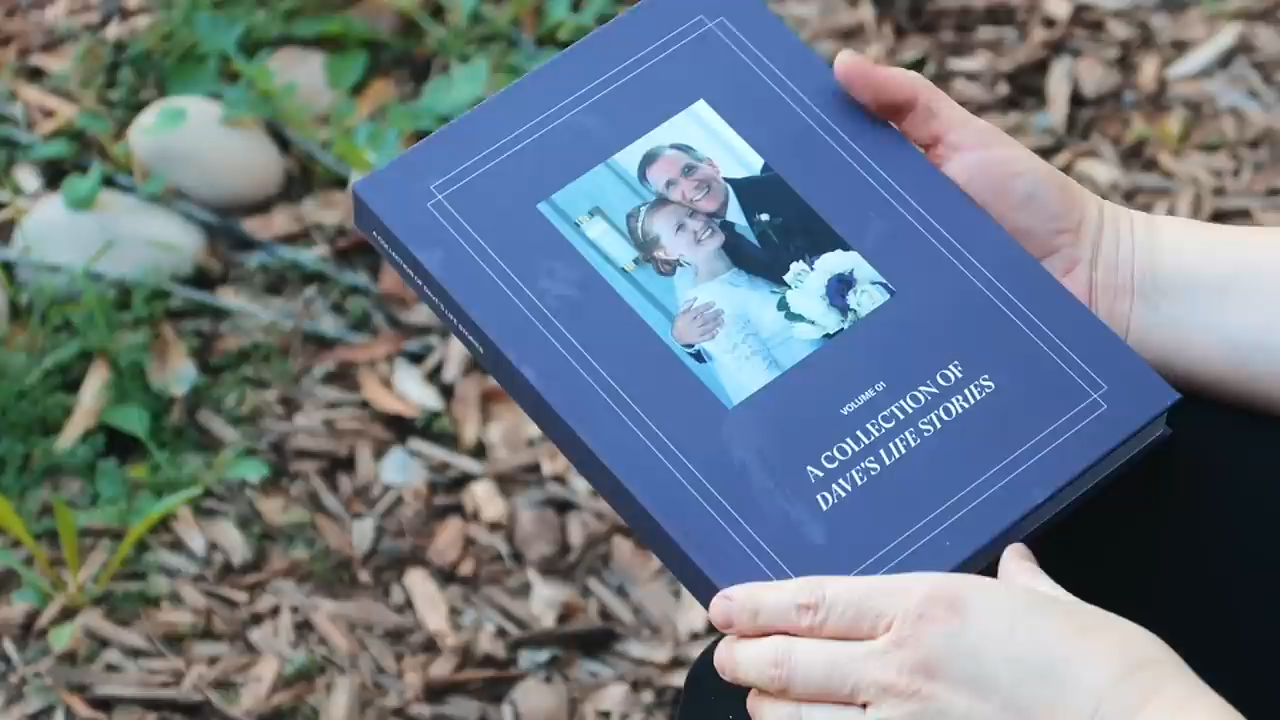 VOLUME 01
A COLLECTION OF
DAVE'S LIFE STORIES
A COLLECTION OF DAVE'S LIFE STORIES